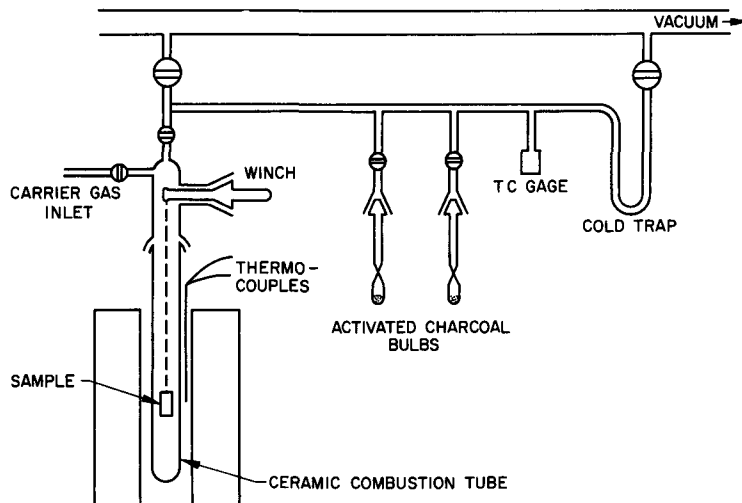 VACUUM
CARRIER GAS
INLET
WINCH
TC GAGE
COLD TRAP
THERMO-
COUPLES
ACTIVATED CHARCOAL
BULBS
SAMPLE
CERAMIC COMBUSTION TUBE